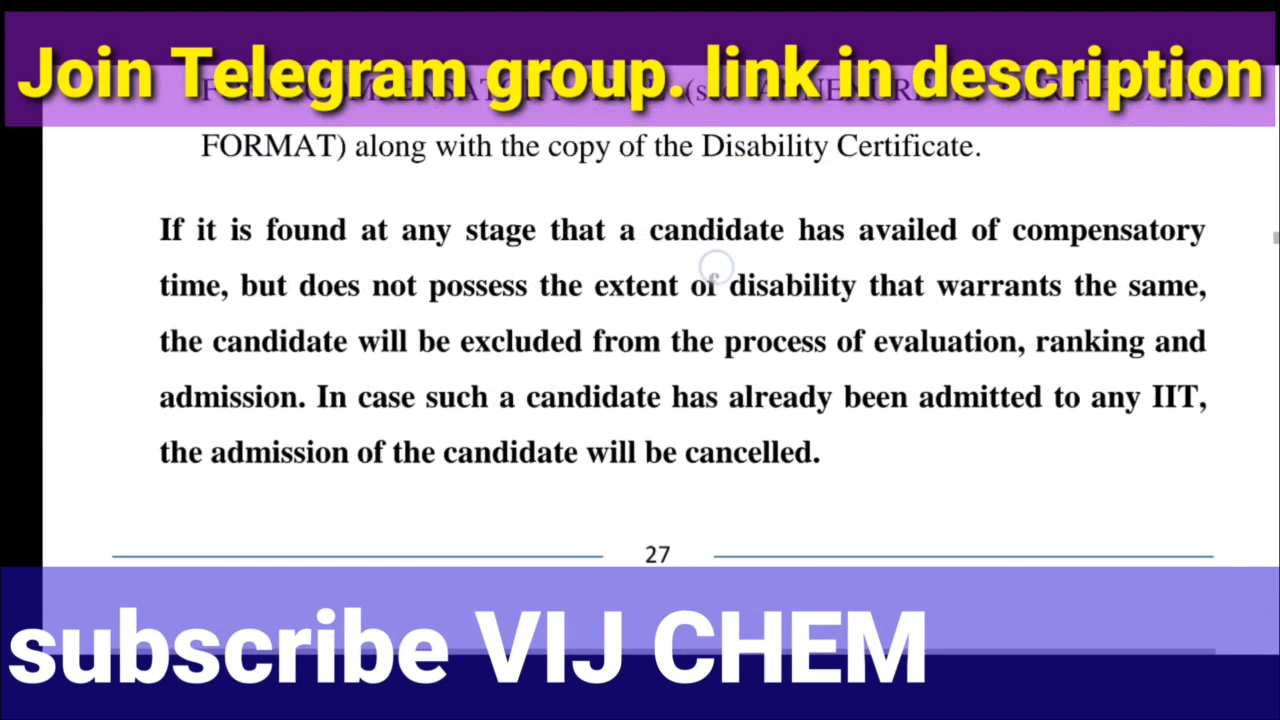 Join Telegram group. link in description
FORMAT) along with the copy of the Disability Certificate.
If it is found at any stage that a candidate has availed of compensatory
time, but does not possess the extent of disability that warrants the same,
the candidate will be excluded from the process of evaluation, ranking and
admission. In case such a candidate has already been admitted to any IIT,
the admission of the candidate will be cancelled.
27
subscribe VIJ CHEM